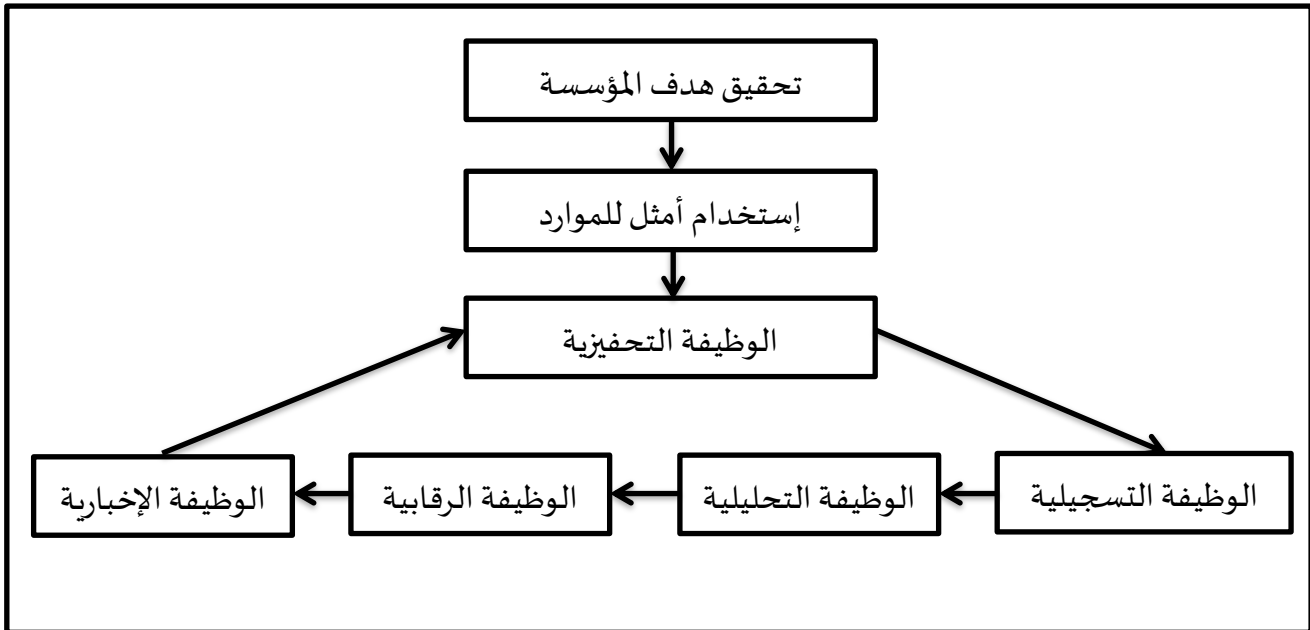 تحقيق هدف المؤسسة
إستخدام أمثل للموارد
الوظيفة التحفيزية
الوظيفة التسجيلية
الوظيفة التحليلية
الوظيفة الرقابية
الوظيفة الإخبارية